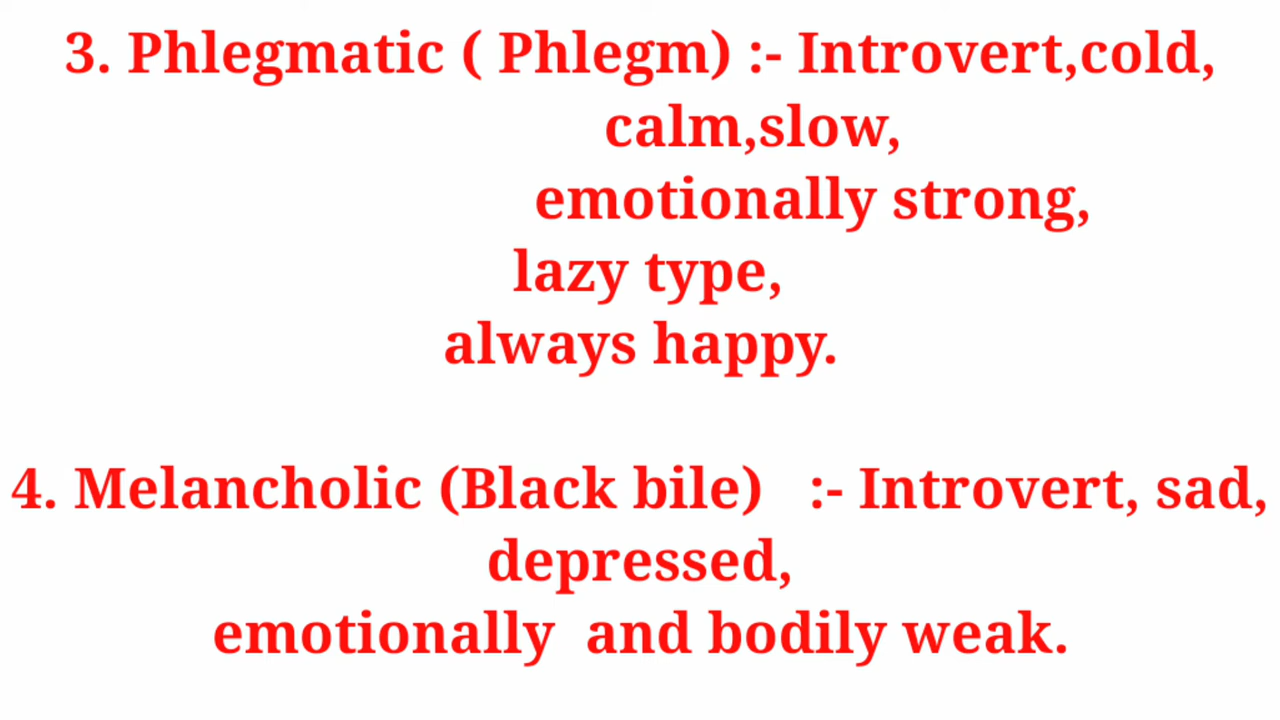 3. Phlegmatic ( Phlegm) :- Introvert,cold,
calm,slow,
emotionally strong,
lazy type,
always happy.
4. Melancholic (Black bile) :- Introvert, sad,
depressed,
emotionally and bodily weak.